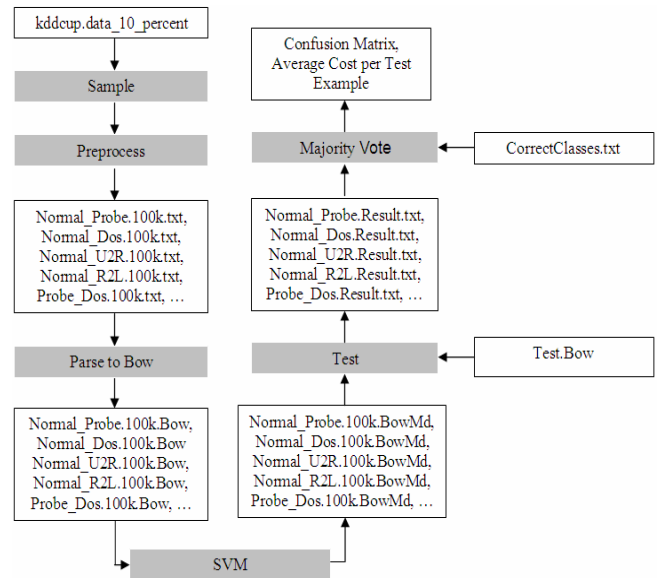 kddcup.data_10_percent
Sample
Preprocess
Normal_Probe.100k.txt,
Normal_Dos.100k.txt,
Normal_U2R.100k.txt,
Normal_R2L.100k.txt,
Probe_Dos.100k.txt, …
Parse to Bow
Normal_Probe.100k.Bow,
Normal_Dos.100k.Bow
Normal_U2R.100k.Bow,
Normal_R2L.100k.Bow,
Probe_Dos.100k.Bow, …
SVM
Normal_Probe.100k.BowMd,
Normal_Dos.100k.BowMd,
Normal_U2R.100k.BowMd,
Normal_R2L.100k.BowMd,
Probe_Dos.100k.BowMd, …
Test
Test.Bow
Normal_Probe.Result.txt,
Normal_Dos.Result.txt,
Normal_U2R.Result.txt,
Normal_R2L.Result.txt,
Probe_Dos.Result.txt, …
Majority Vote
CorrectClasses.txt
Confusion Matrix,
Average Cost per Test
Example